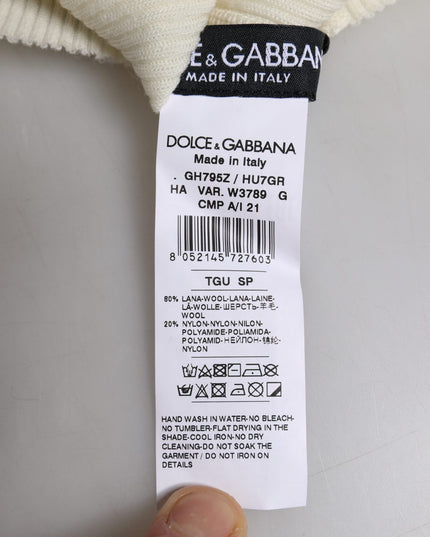 É & GABBAN
MADE IN ITALY
DOLCE & GABBANA
Made in Italy
. GH795Z / HU7GR
HA VAR. W3789 G
CMP A/I 21
8 052145 727603
TGU SP
80% LANA-WOOL-LANA-LAINE-
LÁ-WOLLE-ШЕРСТЬ-羊毛-
WOOL
20% NYLON-NYLON-NILON-
POLYAMIDE-POLIAMIDA-
POLYAMID-НЕЙЛОН-锦纶-
NYLON
HAND WASH IN WATER-NO BLEACH-
NO TUMBLER-FLAT DRYING IN THE
SHADE-COOL IRON-NO DRY
CLEANING-DO NOT SOAK THE
GARMENT / DO NOT IRON ON
DETAILS